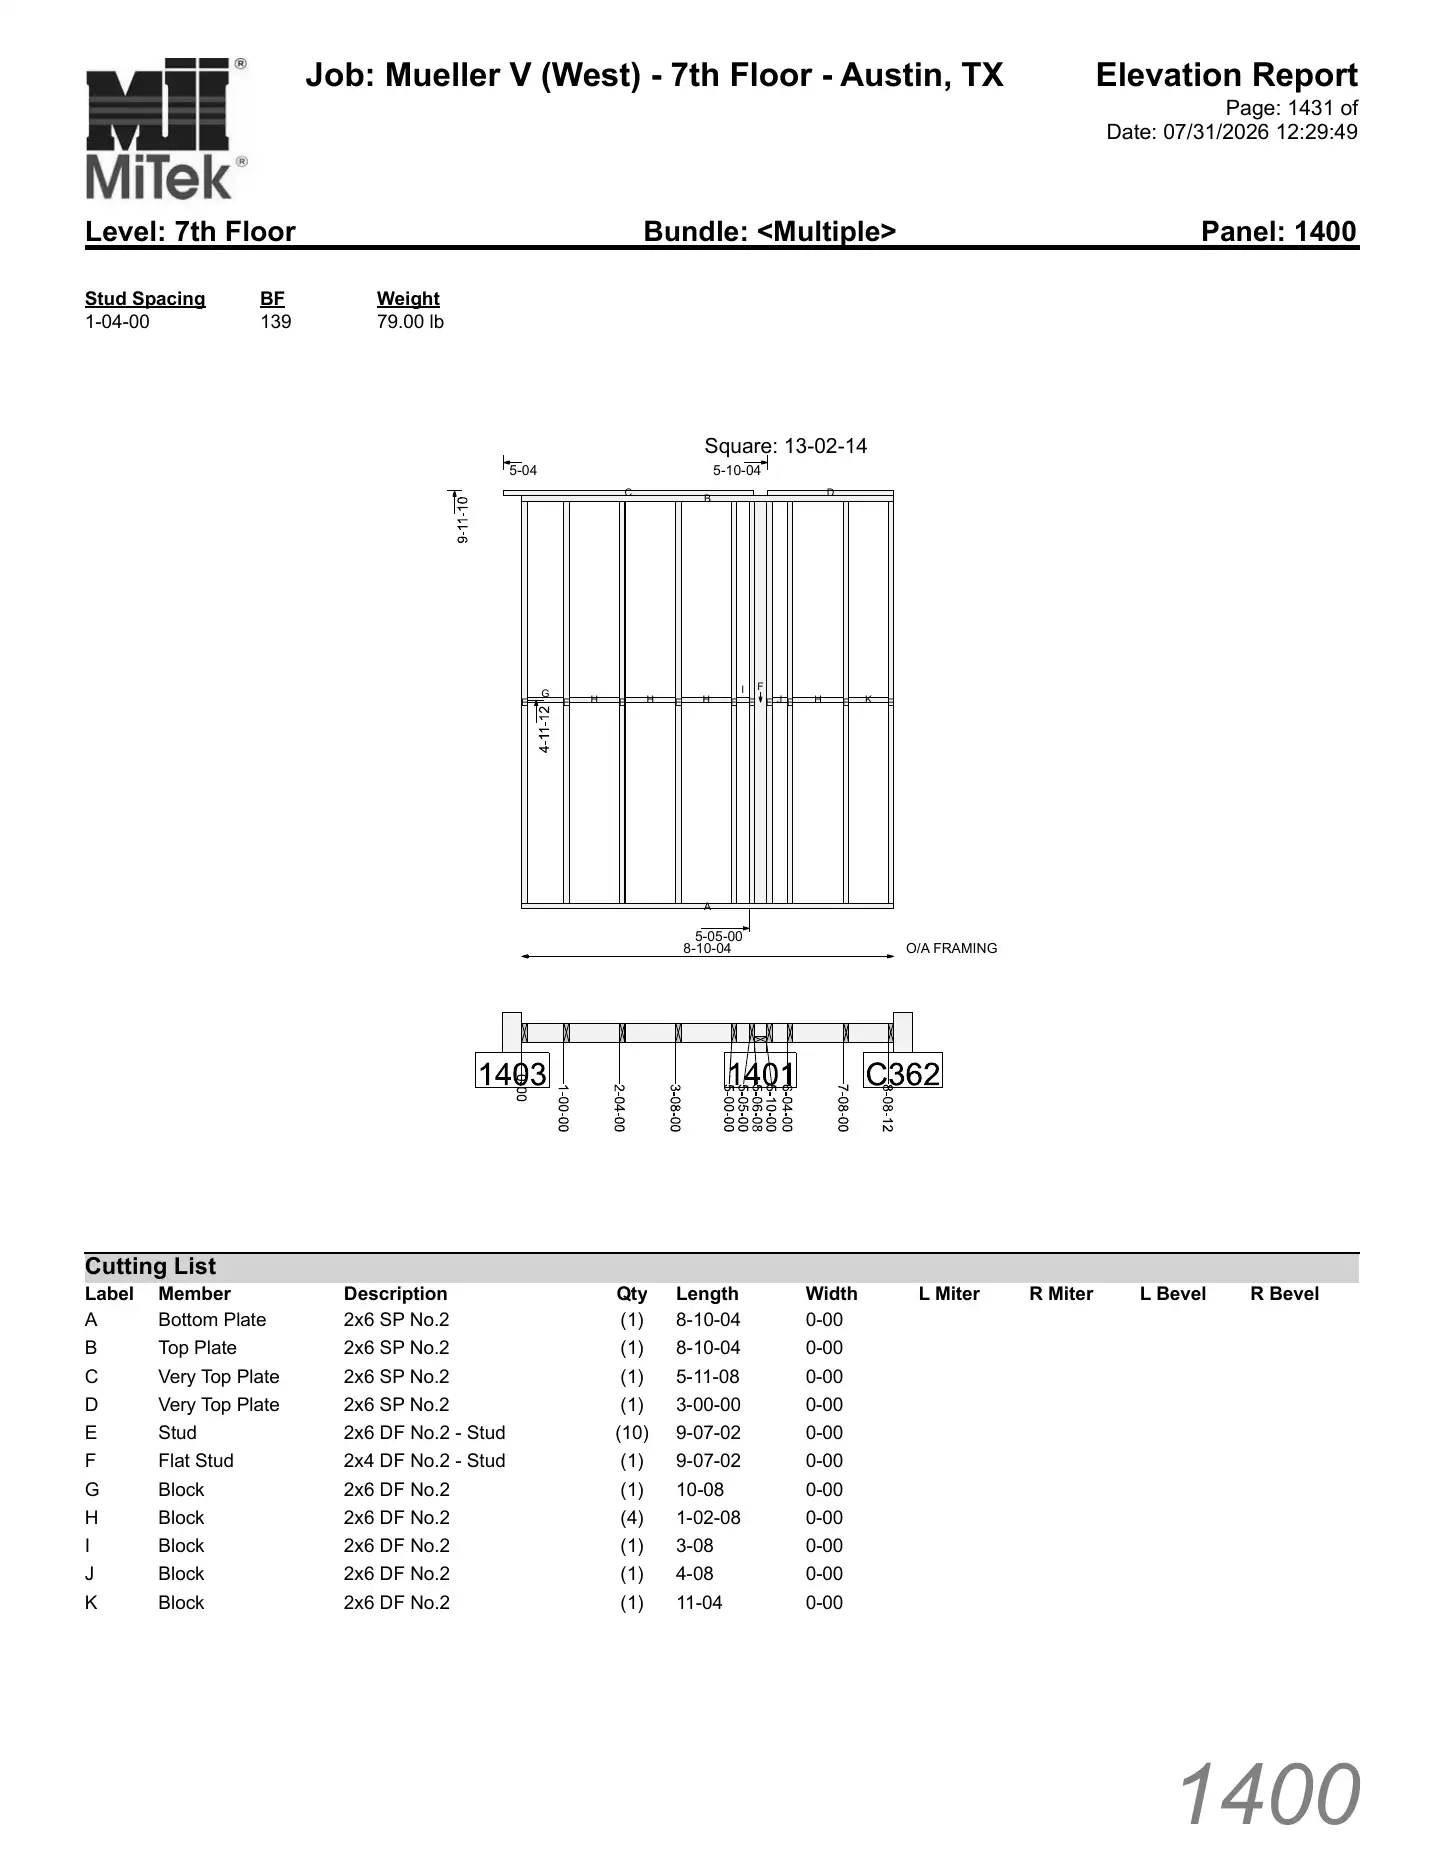 MiTek®
Job: Mueller V (West) - 7th Floor - Austin, TX
Elevation Report
Page: 1431 of
Date: 07/31/2026 12:29:49
Level: 7th Floor Bundle: <Multiple> Panel: 1400
Stud Spacing BF Weight
1-04-00 139 79.00 lb
Square: 13-02-14
5-04 5-10-04
C D
B
9-11-10
G H H H I F J H K
4-11-12
A
5-05-00
8-10-04 O/A FRAMING
1403 1401 C362
0-00 1-00-00 2-04-00 3-08-00 5-00-00 5-05-00 5-06-08 5-10-00 6-04-00 7-08-00 8-08-12
Cutting List
Label Member Description Qty Length Width L Miter R Miter L Bevel R Bevel
A Bottom Plate 2x6 SP No.2 (1) 8-10-04 0-00
B Top Plate 2x6 SP No.2 (1) 8-10-04 0-00
C Very Top Plate 2x6 SP No.2 (1) 5-11-08 0-00
D Very Top Plate 2x6 SP No.2 (1) 3-00-00 0-00
E Stud 2x6 DF No.2 - Stud (10) 9-07-02 0-00
F Flat Stud 2x4 DF No.2 - Stud (1) 9-07-02 0-00
G Block 2x6 DF No.2 (1) 10-08 0-00
H Block 2x6 DF No.2 (4) 1-02-08 0-00
I Block 2x6 DF No.2 (1) 3-08 0-00
J Block 2x6 DF No.2 (1) 4-08 0-00
K Block 2x6 DF No.2 (1) 11-04 0-00
1400